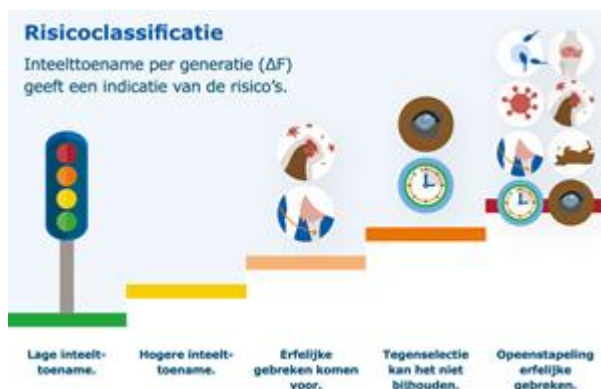 Risicoclassificatie
Inteelttoename per generatie (ΔF)
geeft een indicatie van de risico's.
Lage inteelt-
toename.
Hogere inteelt-
toename.
Erfelijke
gebreken komen
voor.
Tegenselectie
kan het niet
bijhouden.
Opeenstapeling
erfelijke
gebreken.